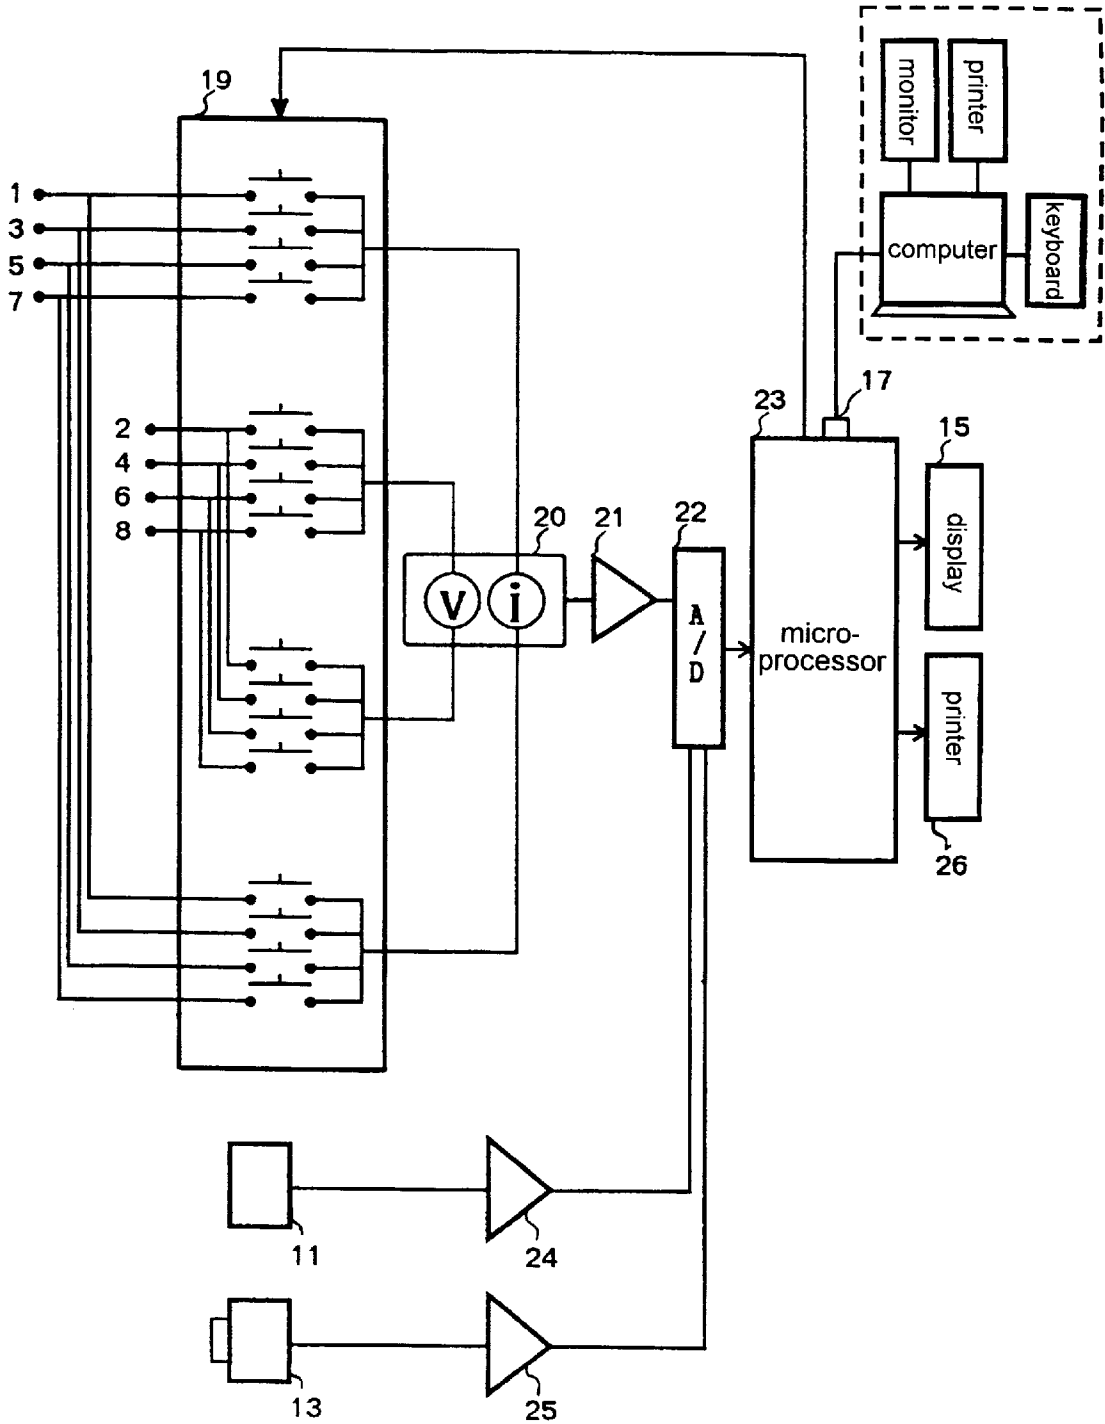 19
monitor
printer
computer
keyboard
1
3
5
7
17
23
15
2
4
6
8
20
21
22
V
i
A/D
display
micro-
processor
printer
26
11
24
13
25